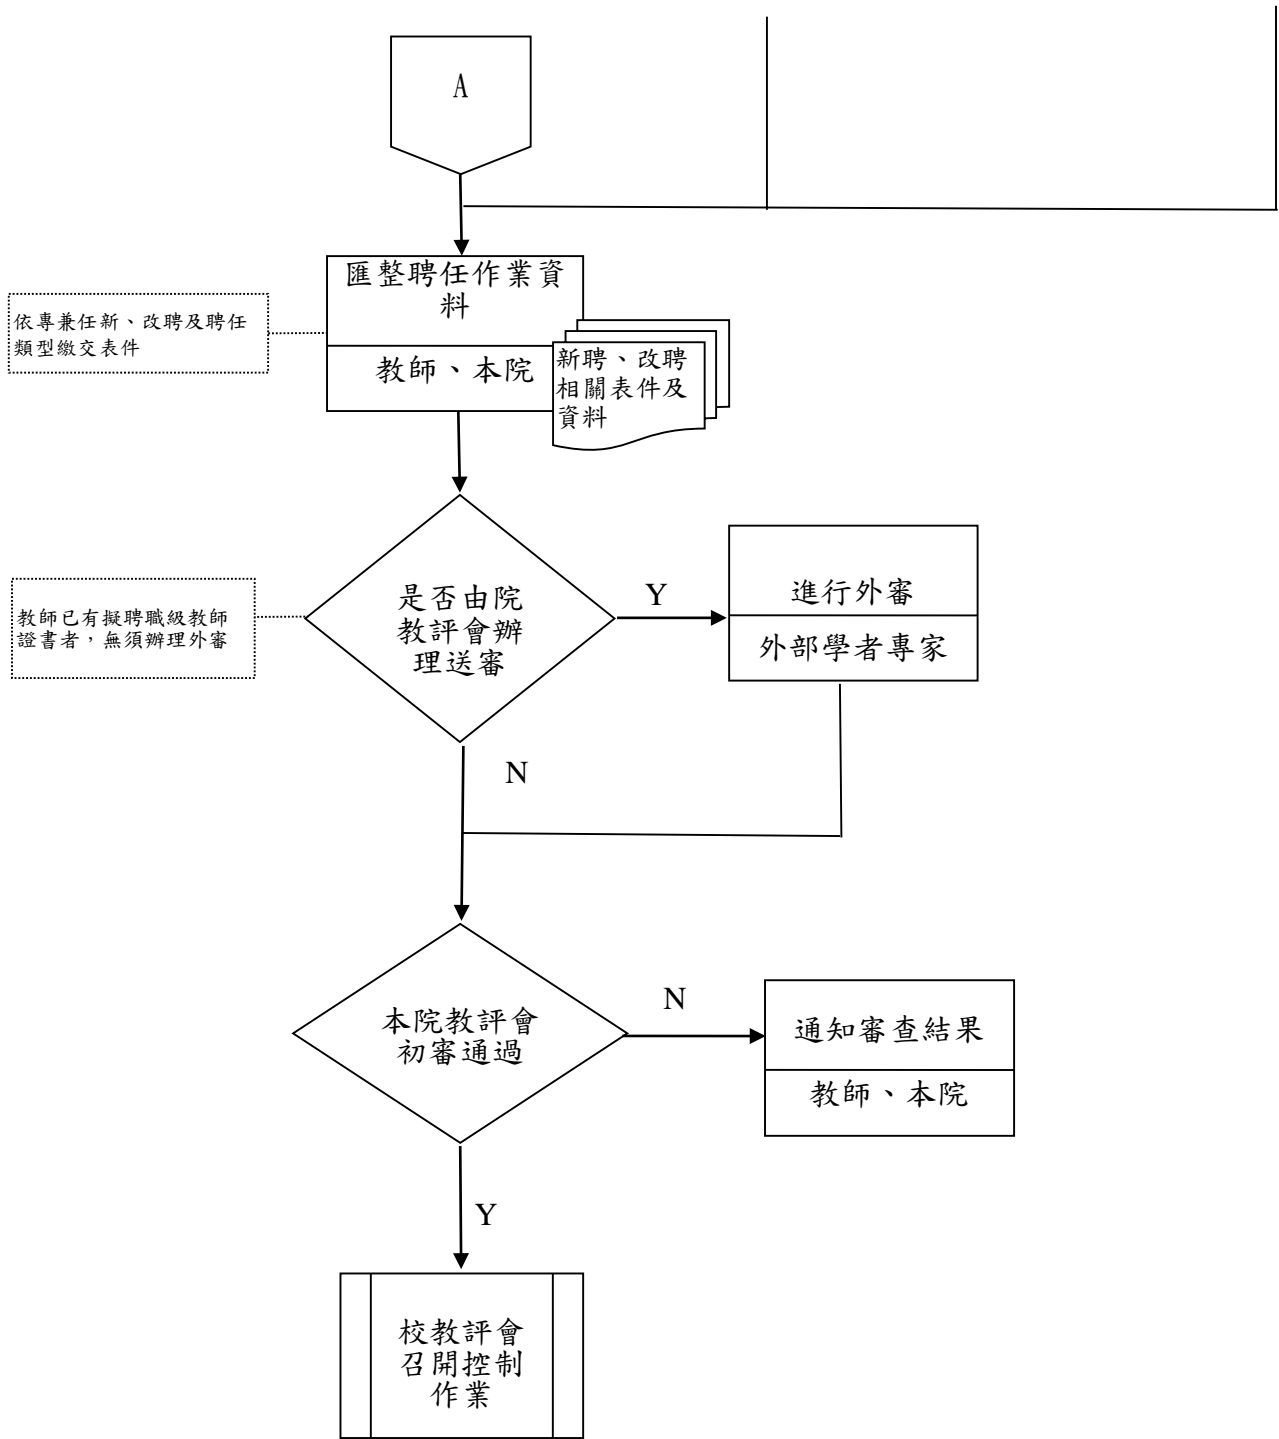 A
匯整聘任作業資
料
依專兼任新、改聘及聘任
類型繳交表件
教師、本院
新聘、改聘
相關表件及
資料
是否由院
教評會辦
理送審
Y
進行外審
外部學者專家
教師已有擬聘職級教師
證書者，無須辦理外審
N
本院教評會
初審通過
N
通知審查結果
教師、本院
Y
校教評會
召開控制
作業